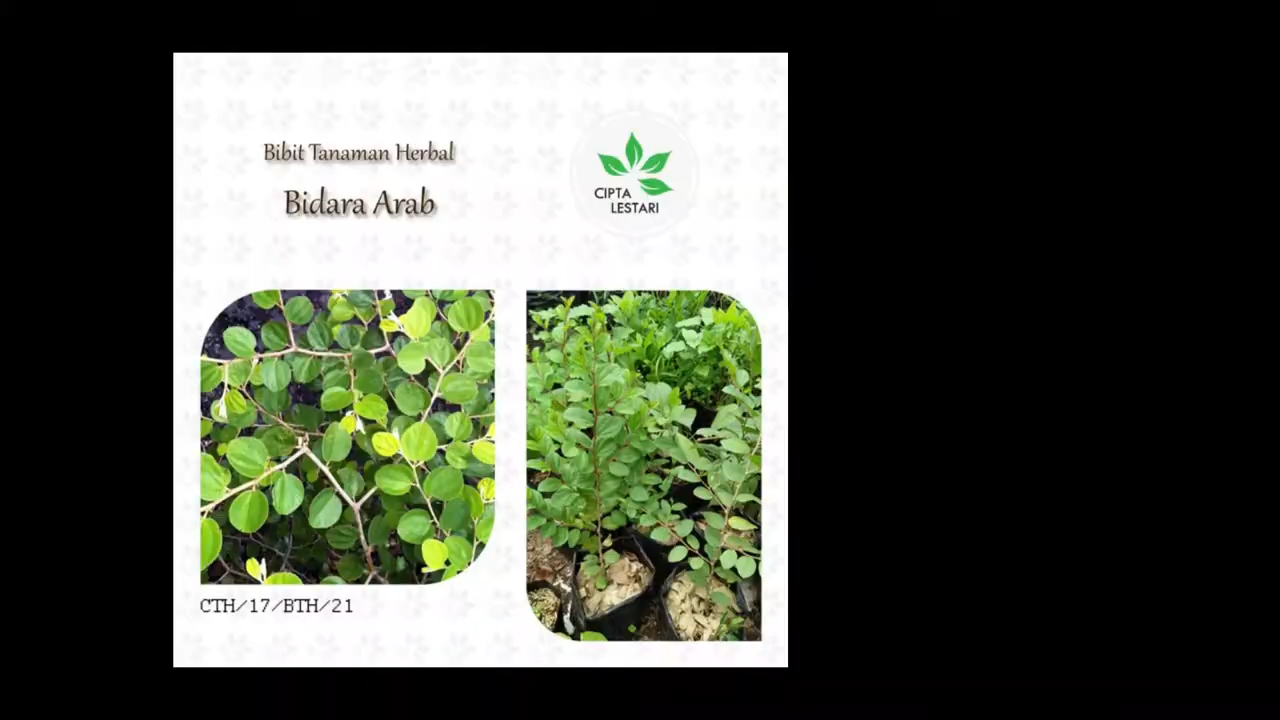 Bibit Tanaman Herbal
Bidara Arab
CIPTA
LESTARI
CTH/17/BTH/21